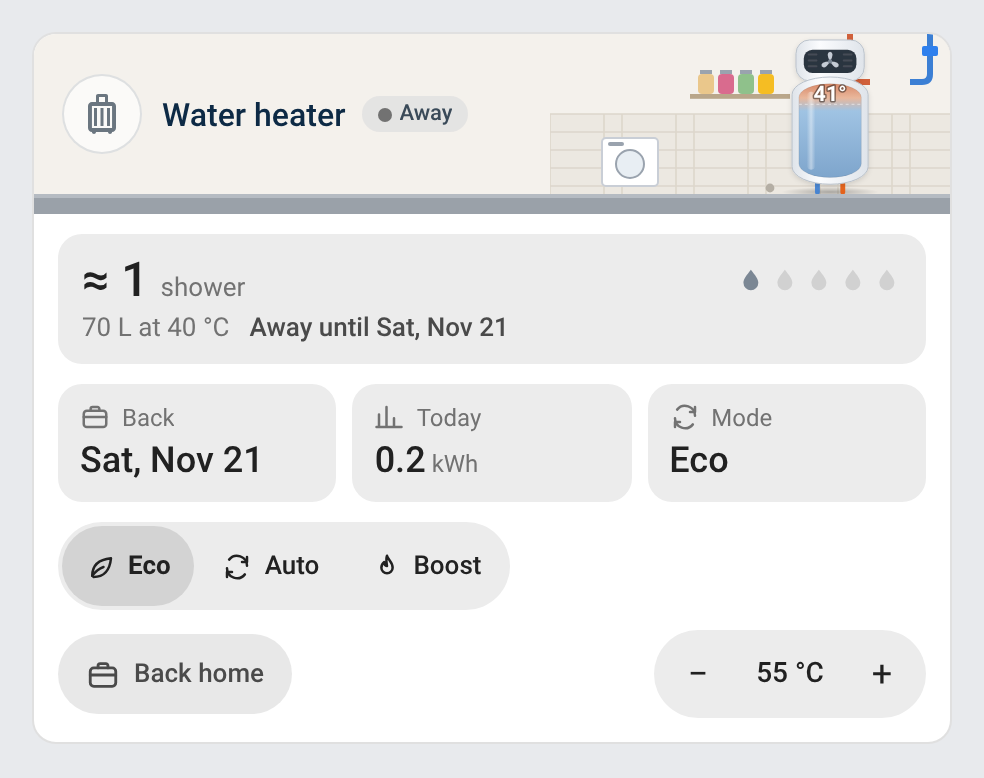 Water heater
Away
41°
≈ 1 shower
70 L at 40 °C Away until Sat, Nov 21
Back
Sat, Nov 21
Today
0.2 kWh
Mode
Eco
Eco
Auto
Boost
Back home
− 55 °C +